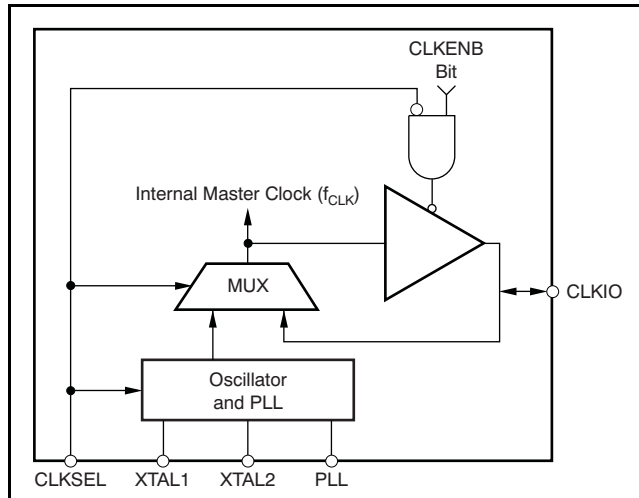 CLKENB
Bit
Internal Master Clock (fCLK)
MUX
CLKIO
Oscillator
and PLL
CLKSEL
XTAL1
XTAL2
PLL